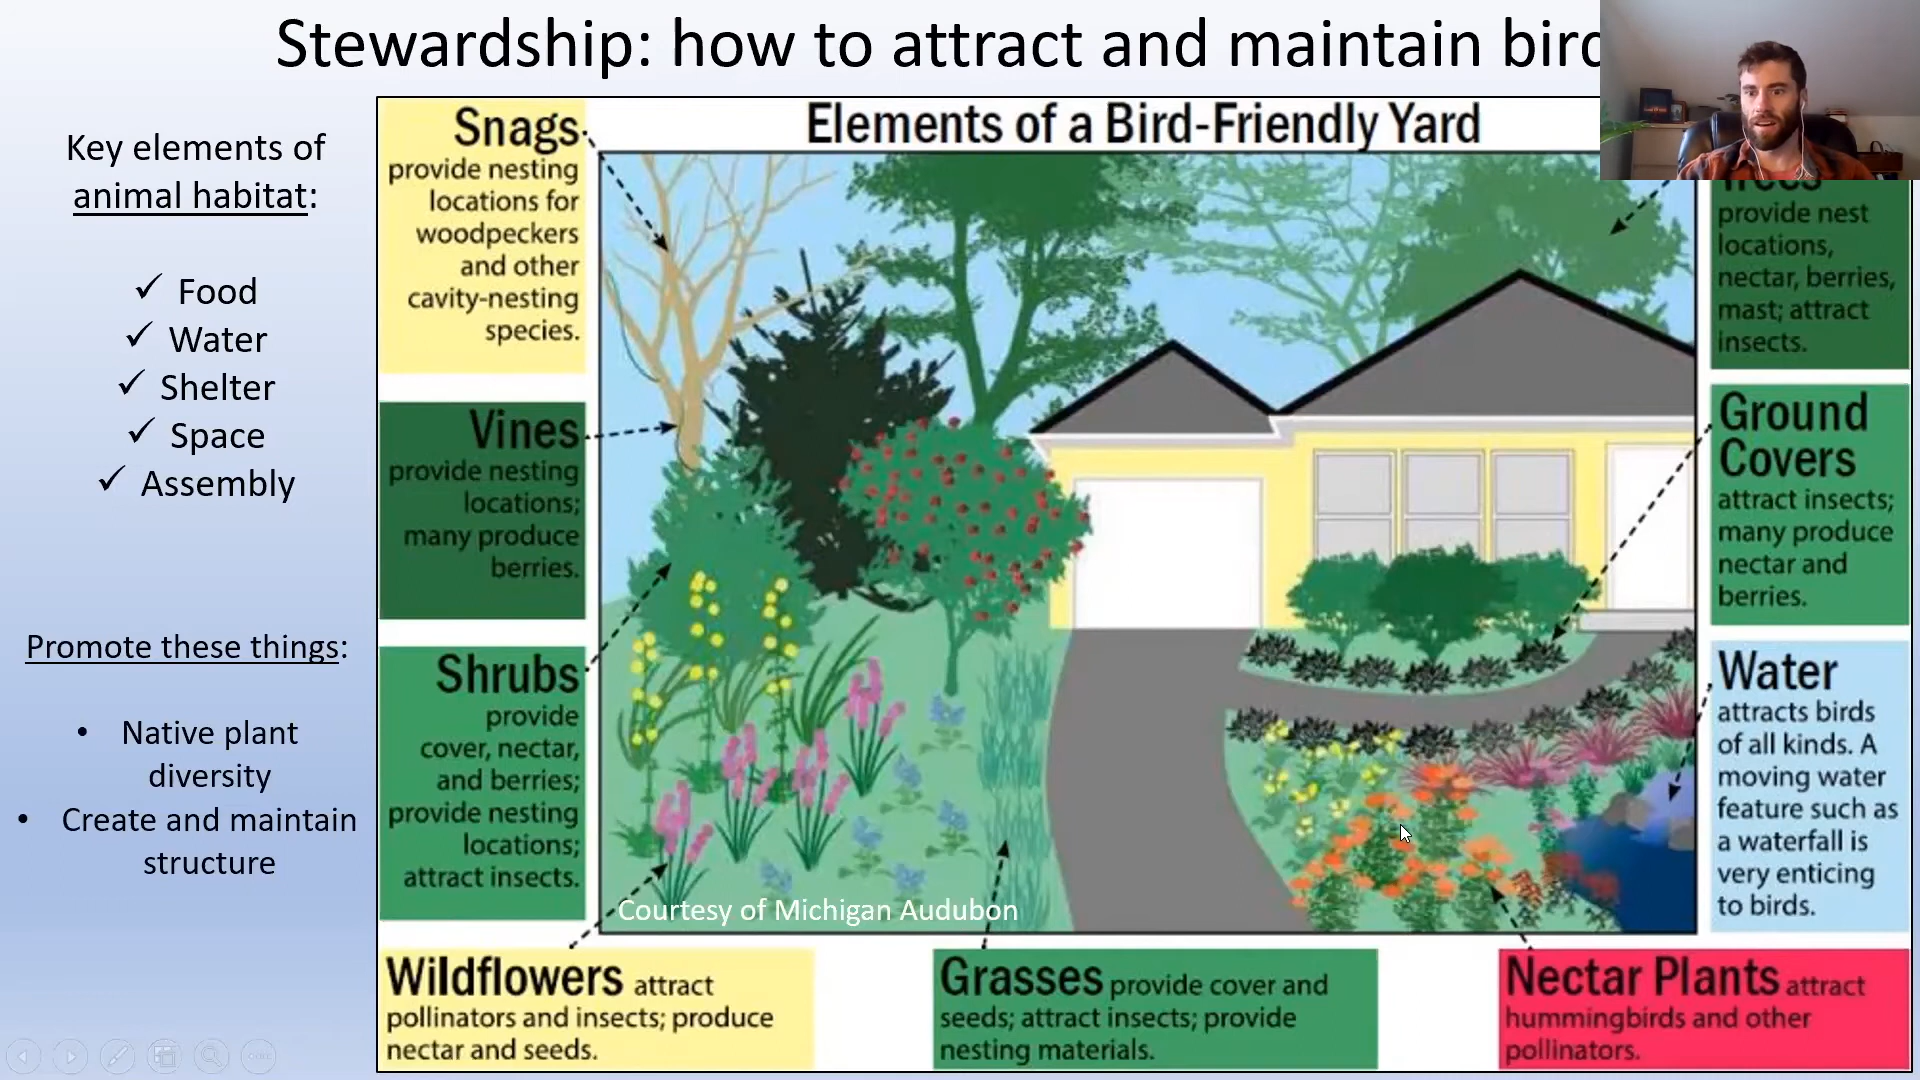 Stewardship: how to attract and maintain bird
Key elements of
animal habitat:
✓ Food
✓ Water
✓ Shelter
✓ Space
✓ Assembly
Promote these things:
• Native plant
diversity
• Create and maintain
structure
Elements of a Bird-Friendly Yard
Snags
provide nesting
locations for
woodpeckers
and other
cavity-nesting
species.
Vines
provide nesting
locations;
many produce
berries.
Shrubs
provide
cover, nectar,
and berries;
provide nesting
locations;
attract insects.
Trees
provide nest
locations,
nectar, berries,
mast; attract
insects.
Ground
Covers
attract insects;
many produce
nectar and
berries.
Water
attracts birds
of all kinds. A
moving water
feature such as
a waterfall is
very enticing
to birds.
Courtesy of Michigan Audubon
Wildflowers attract
pollinators and insects; produce
nectar and seeds.
Grasses provide cover and
seeds; attract insects; provide
nesting materials.
Nectar Plants attract
hummingbirds and other
pollinators.